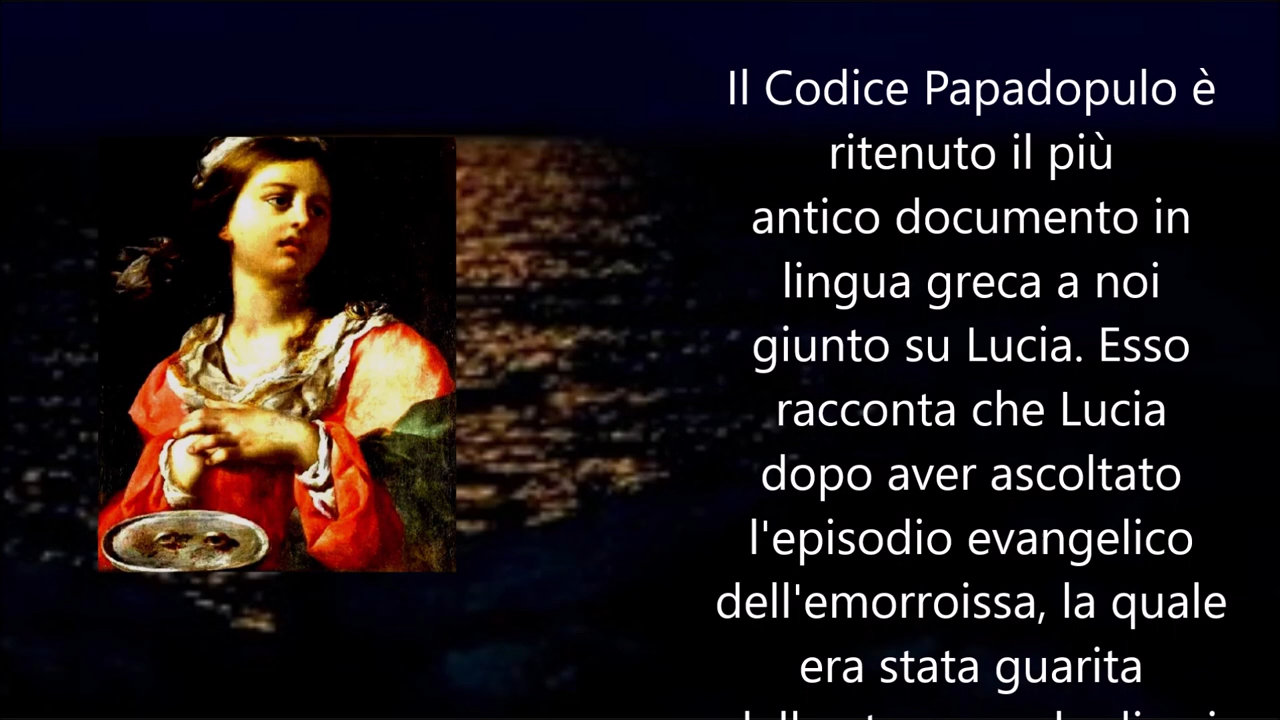 Il Codice Papadopulo è
ritenuto il più
antico documento in
lingua greca a noi
giunto su Lucia. Esso
racconta che Lucia
dopo aver ascoltato
l'episodio evangelico
dell'emorroissa, la quale
era stata guarita